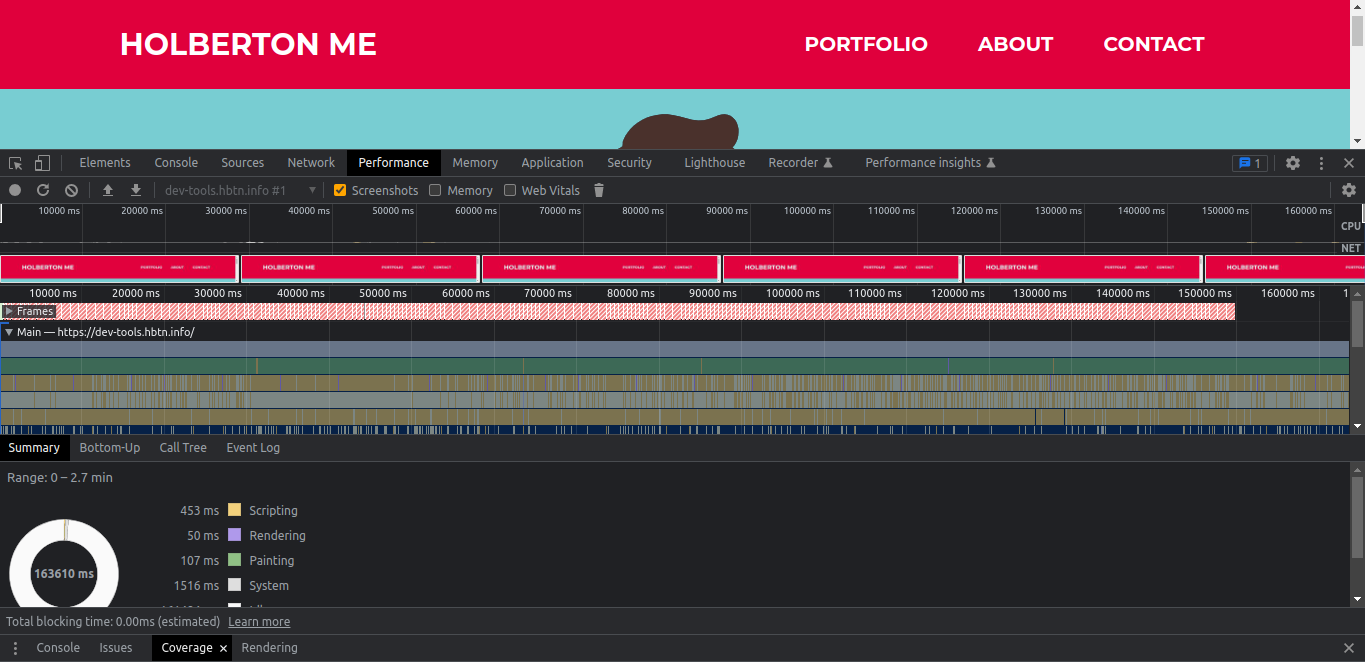 HOLBERTON ME PORTFOLIO ABOUT CONTACT
Elements Console Sources Network Performance Memory Application Security Lighthouse Recorder Performance insights 1
dev-tools.hbtn.info #1 Screenshots Memory Web Vitals
10000 ms 20000 ms 30000 ms 40000 ms 50000 ms 60000 ms 70000 ms 80000 ms 90000 ms 100000 ms 110000 ms 120000 ms 130000 ms 140000 ms 150000 ms 160000 ms
CPU
NET
HOLBERTON ME PORTFOLIO ABOUT CONTACT HOLBERTON ME PORTFOLIO ABOUT CONTACT HOLBERTON ME PORTFOLIO ABOUT CONTACT HOLBERTON ME PORTFOLIO ABOUT CONTACT HOLBERTON ME PORTFOLIO ABOUT CONTACT HOLBERTON ME PORTFOLIO
10000 ms 20000 ms 30000 ms 40000 ms 50000 ms 60000 ms 70000 ms 80000 ms 90000 ms 100000 ms 110000 ms 120000 ms 130000 ms 140000 ms 150000 ms 160000 ms 1
Frames
Main — https://dev-tools.hbtn.info/
Summary Bottom-Up Call Tree Event Log
Range: 0 – 2.7 min
453 ms Scripting
50 ms Rendering
107 ms Painting
163610 ms
1516 ms System
Total blocking time: 0.00ms (estimated) Learn more
Console Issues Coverage Rendering